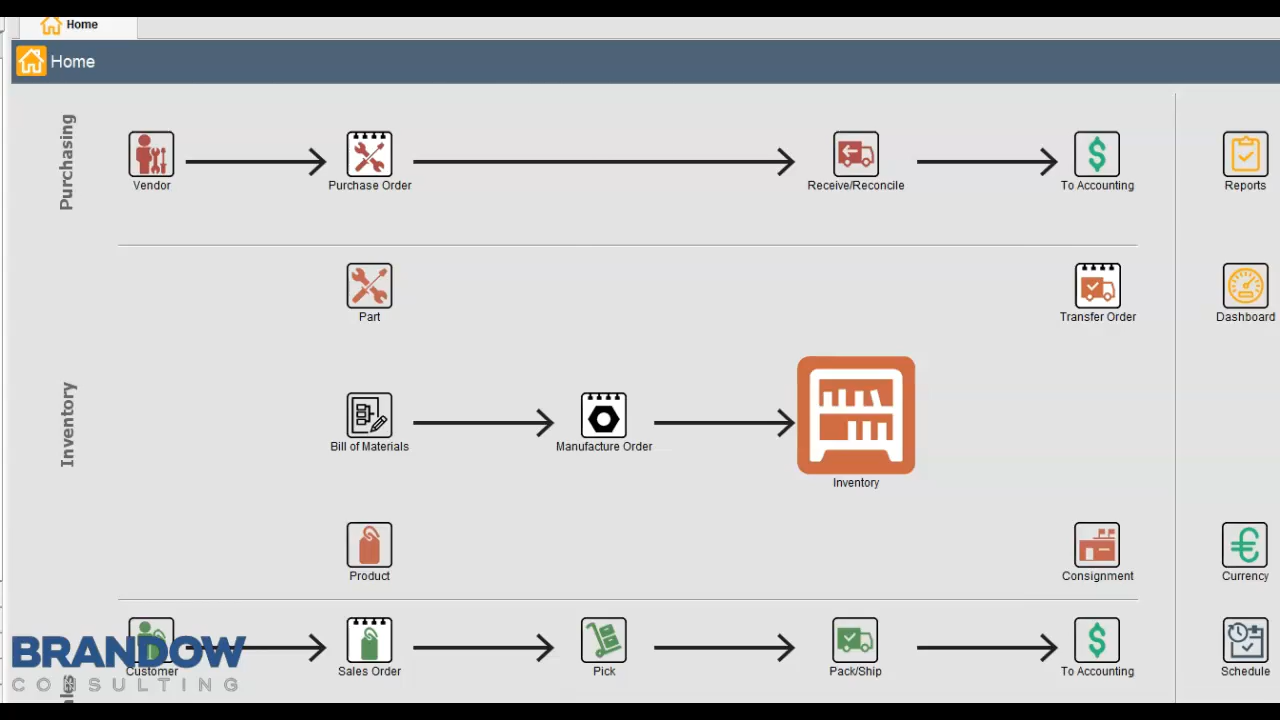 Home
Home
Purchasing
Vendor
Purchase Order
Receive/Reconcile
To Accounting
Reports
Part
Transfer Order
Dashboard
Inventory
Bill of Materials
Manufacture Order
Inventory
Product
Consignment
Currency
Customer
Sales Order
Pick
Pack/Ship
To Accounting
Schedule
BRANDOW
CONSULTING